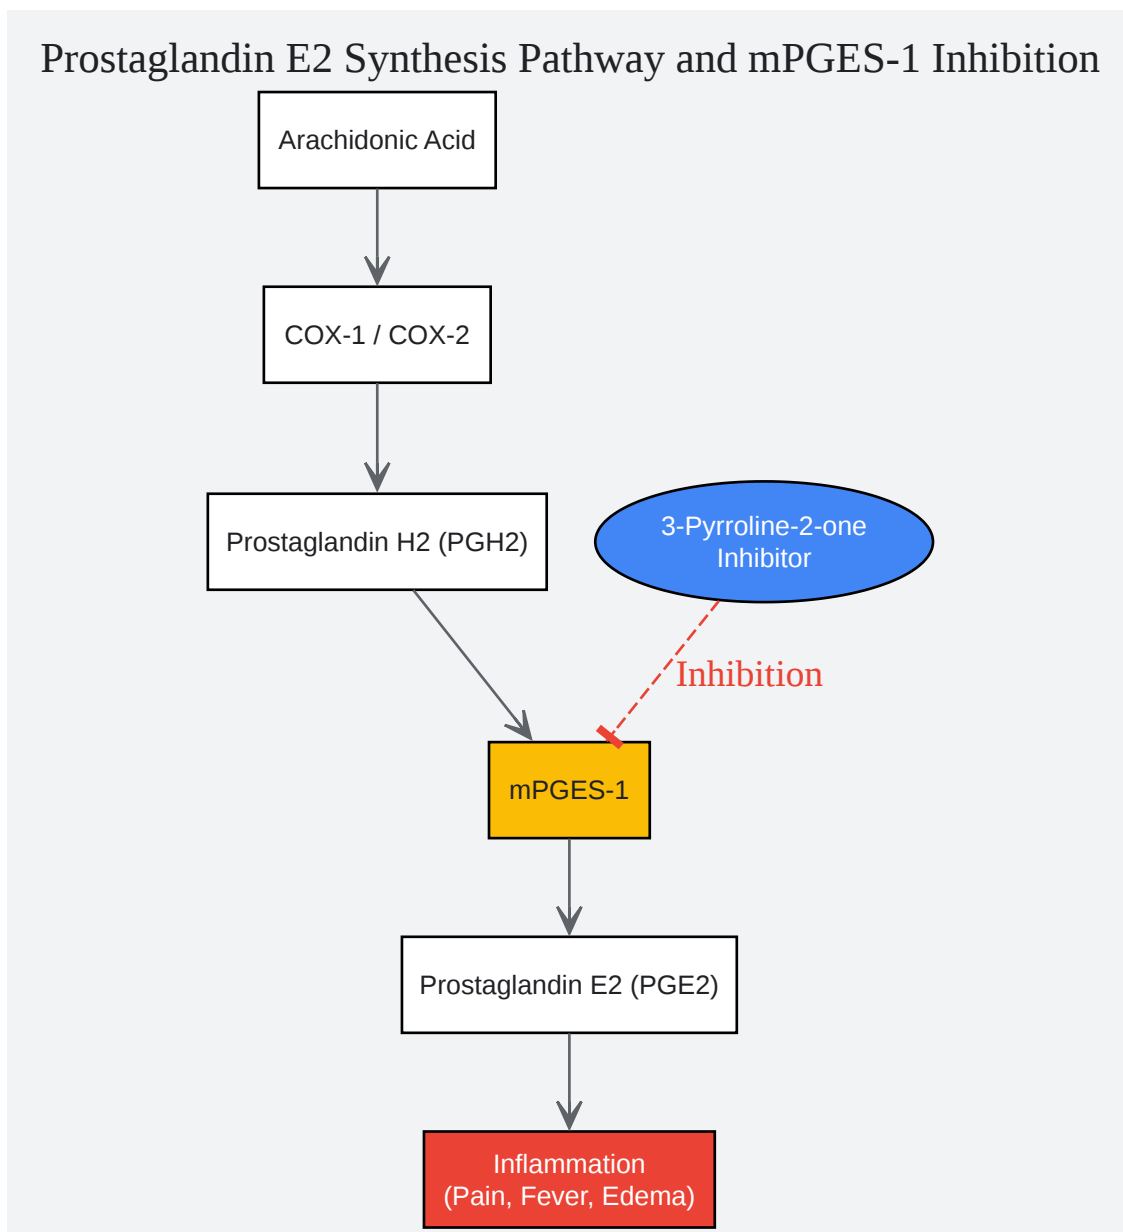 Prostaglandin E2 Synthesis Pathway and mPGES-1 Inhibition
Arachidonic Acid
COX-1 / COX-2
Prostaglandin H2 (PGH2)
3-Pyrroline-2-one
Inhibitor
Inhibition
mPGES-1
Prostaglandin E2 (PGE2)
Inflammation
(Pain, Fever, Edema)